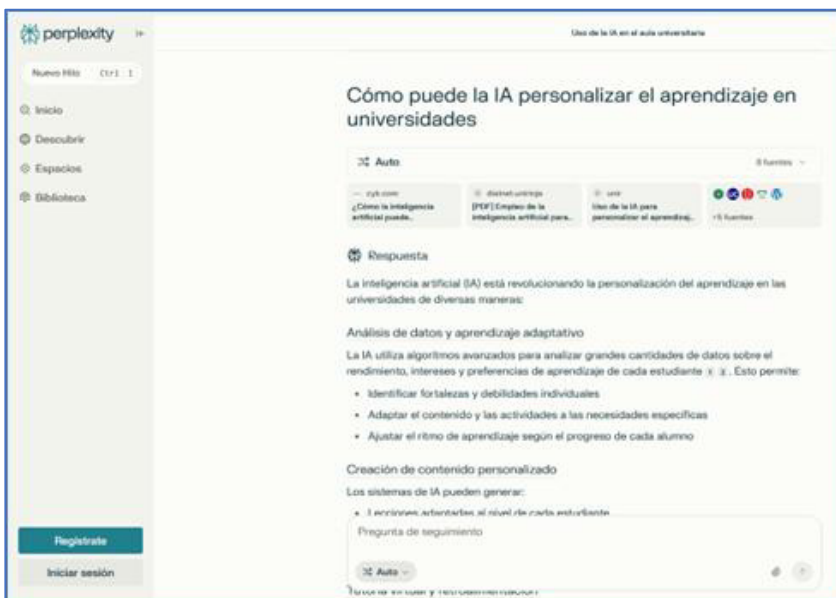 perplexity
Uso de la IA en el aula universitaria
Nuevo Hilo Ctrl I
Inicio
Descubrir
Espacios
Biblioteca
Cómo puede la IA personalizar el aprendizaje en
universidades
Auto
8 fuentes
¿Cómo la inteligencia
artificial puede...
[PDF] Empleo de la
inteligencia artificial para...
unir
Uso de la IA para
personalizar el aprendizaj...
+5 fuentes
Respuesta
La inteligencia artificial (IA) está revolucionando la personalización del aprendizaje en las
universidades de diversas maneras:
Análisis de datos y aprendizaje adaptativo
La IA utiliza algoritmos avanzados para analizar grandes cantidades de datos sobre el
rendimiento, intereses y preferencias de aprendizaje de cada estudiante . Esto permite:
• Identificar fortalezas y debilidades individuales
• Adaptar el contenido y las actividades a las necesidades específicas
• Ajustar el ritmo de aprendizaje según el progreso de cada alumno
Creación de contenido personalizado
Los sistemas de IA pueden generar:
• Lecciones adaptadas al nivel de cada estudiante
Pregunta de seguimiento
Auto
Tutoría virtual y retroalimentación
Regístrate
Iniciar sesión